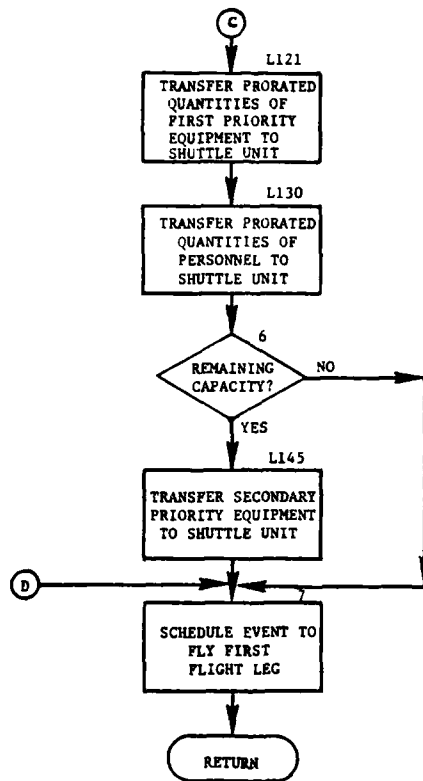 C
L121
TRANSFER PRORATED
QUANTITIES OF
FIRST PRIORITY
EQUIPMENT TO
SHUTTLE UNIT
L130
TRANSFER PRORATED
QUANTITIES OF
PERSONNEL TO
SHUTTLE UNIT
6
REMAINING
CAPACITY?
NO
YES
L145
TRANSFER SECONDARY
PRIORITY EQUIPMENT
TO SHUTTLE UNIT
D
7
SCHEDULE EVENT TO
FLY FIRST
FLIGHT LEG
RETURN